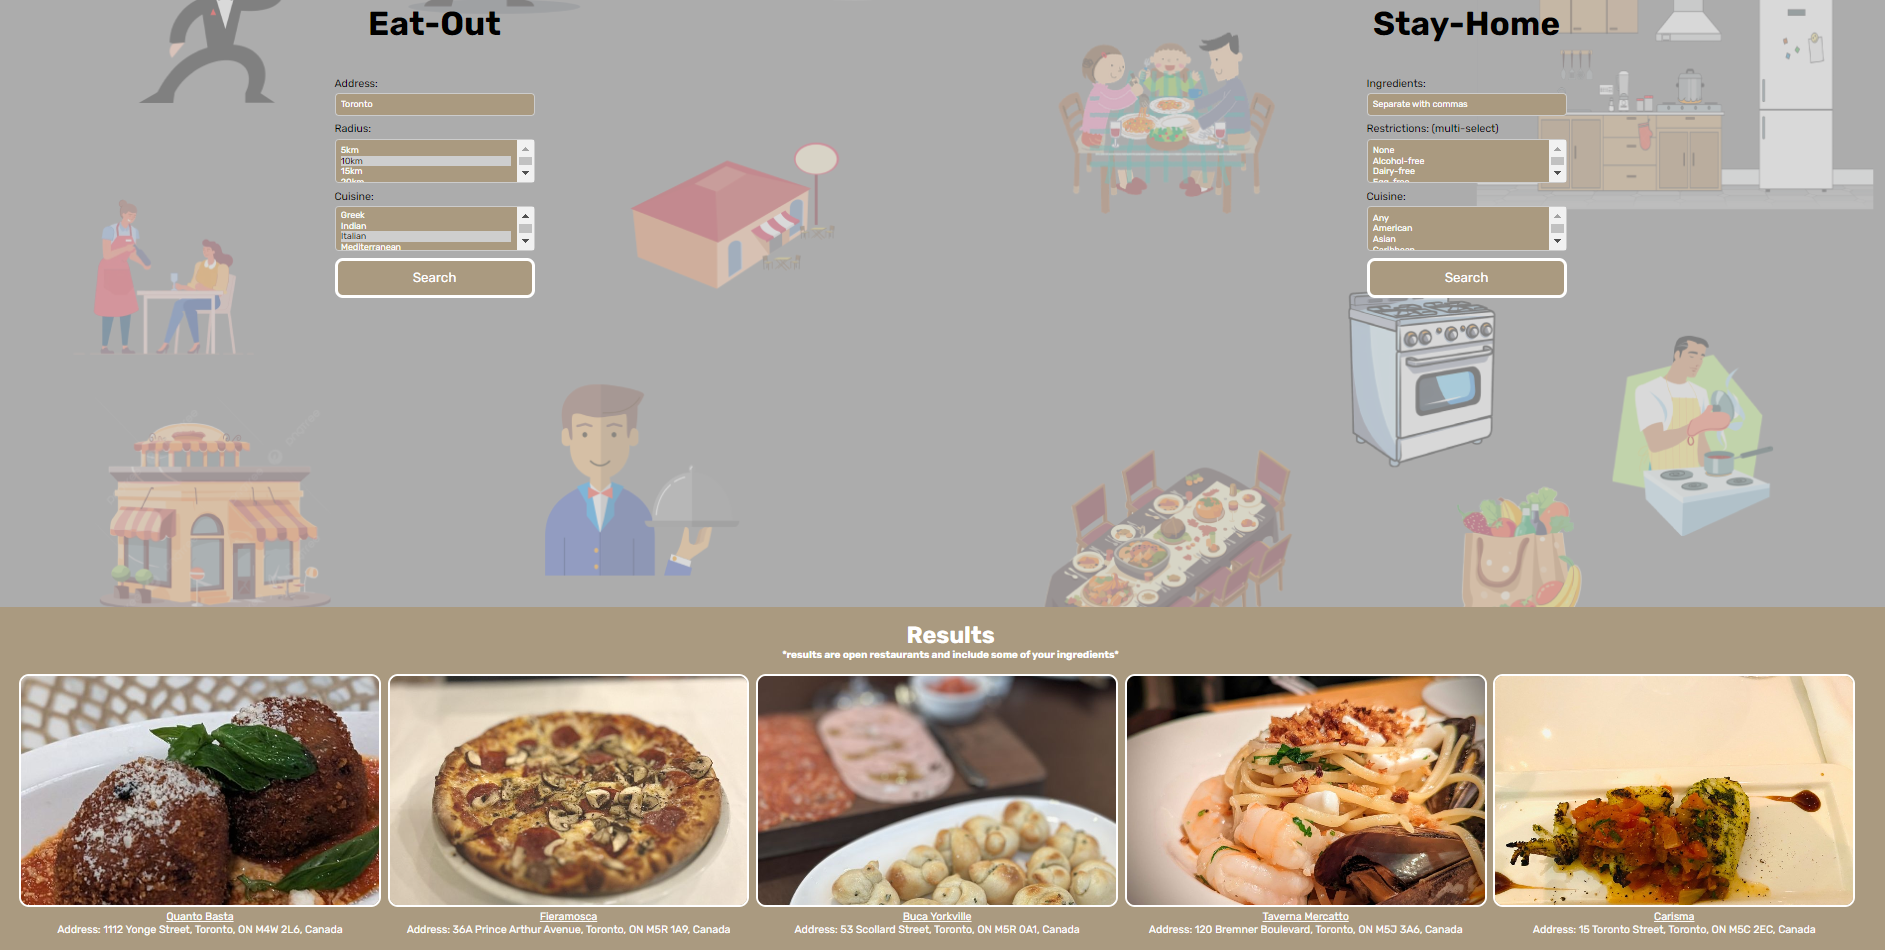 Eat-Out
Address:
Toronto
Radius:
5km
10km
15km
20km
Cuisine:
Greek
Indian
Italian
Mediterranean
Search
Stay-Home
Ingredients:
Separate with commas
Restrictions: (multi-select)
None
Alcohol-free
Dairy-free
Egg-free
Cuisine:
Any
American
Asian
Caribbean
Search
Results
*results are open restaurants and include some of your ingredients*
Quanto Basta
Address: 1112 Yonge Street, Toronto, ON M4W 2L6, Canada
Fieramosca
Address: 36A Prince Arthur Avenue, Toronto, ON M5R 1A9, Canada
Buca Yorkville
Address: 53 Scollard Street, Toronto, ON M5R 0A1, Canada
Taverna Mercatto
Address: 120 Bremner Boulevard, Toronto, ON M5J 3A6, Canada
Carisma
Address: 15 Toronto Street, Toronto, ON M5C 2EC, Canada